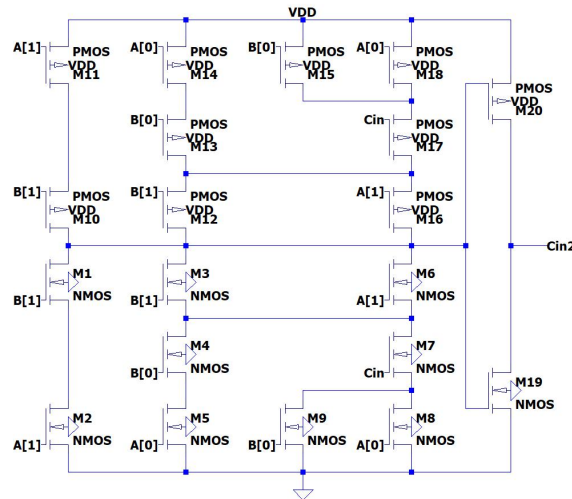 VDD
A[1] PMOS VDD M11
A[0] PMOS VDD M14
B[0] PMOS VDD M15
A[0] PMOS VDD M18
PMOS VDD M20
B[0] PMOS VDD M13
Cin PMOS VDD M17
B[1] PMOS VDD M10
B[1] PMOS VDD M12
A[1] PMOS VDD M16
Cin2
B[1] M1 NMOS
B[1] M3 NMOS
A[1] M6 NMOS
B[0] M4 NMOS
Cin M7 NMOS
M19 NMOS
A[1] M2 NMOS
A[0] M5 NMOS
B[0] M9 NMOS
A[0] M8 NMOS